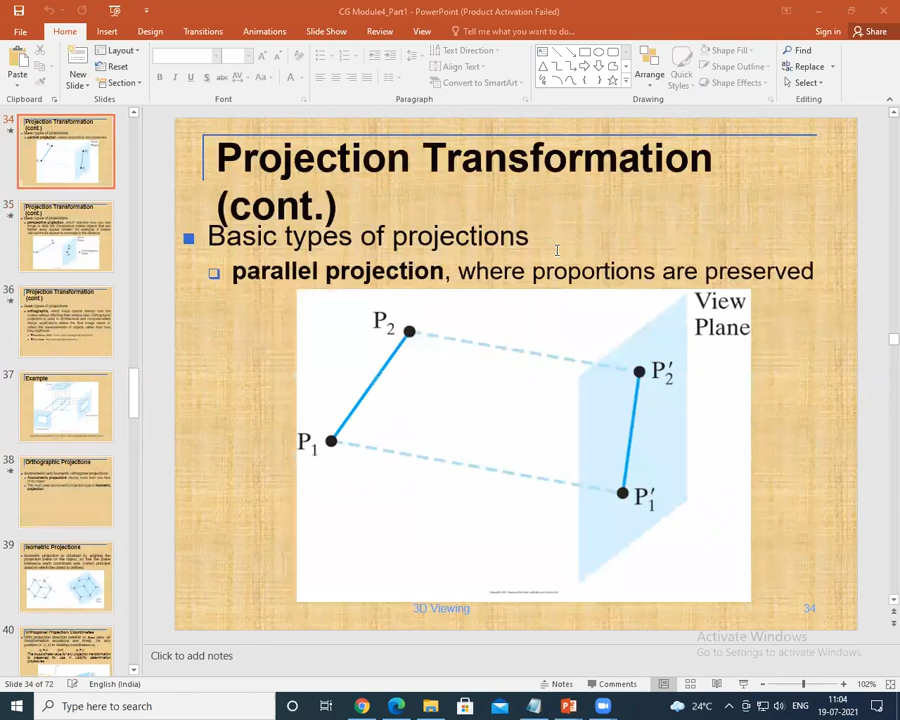 CG Module4_Part1 - PowerPoint (Product Activation Failed)
File Home Insert Design Transitions Animations Slide Show Review View Tell me what you want to do... Sign in Share
Paste
New Slide
Layout
Reset
Section
B I U S abc AV Aa A
Text Direction
Align Text
Convert to SmartArt
Arrange
Quick Styles
Shape Fill
Shape Outline
Shape Effects
Find
Replace
Select
Clipboard Slides Font Paragraph Drawing Editing
34
Projection Transformation
(cont.)
35
Projection Transformation
(cont.)
36
Projection Transformation
(cont.)
37
Example
38
Orthographic Projections
39
Isometric Projections
40
Orthogonal Projection Coordinates
Projection Transformation
(cont.)
Basic types of projections
parallel projection, where proportions are preserved
View
Plane
P2
P′2
P1
P′1
3D Viewing 34
Activate Windows
Go to Settings to activate Windows.
Click to add notes
Slide 34 of 72 English (India) Notes Comments 102%
Type here to search
24°C ENG 11:04
19-07-2021